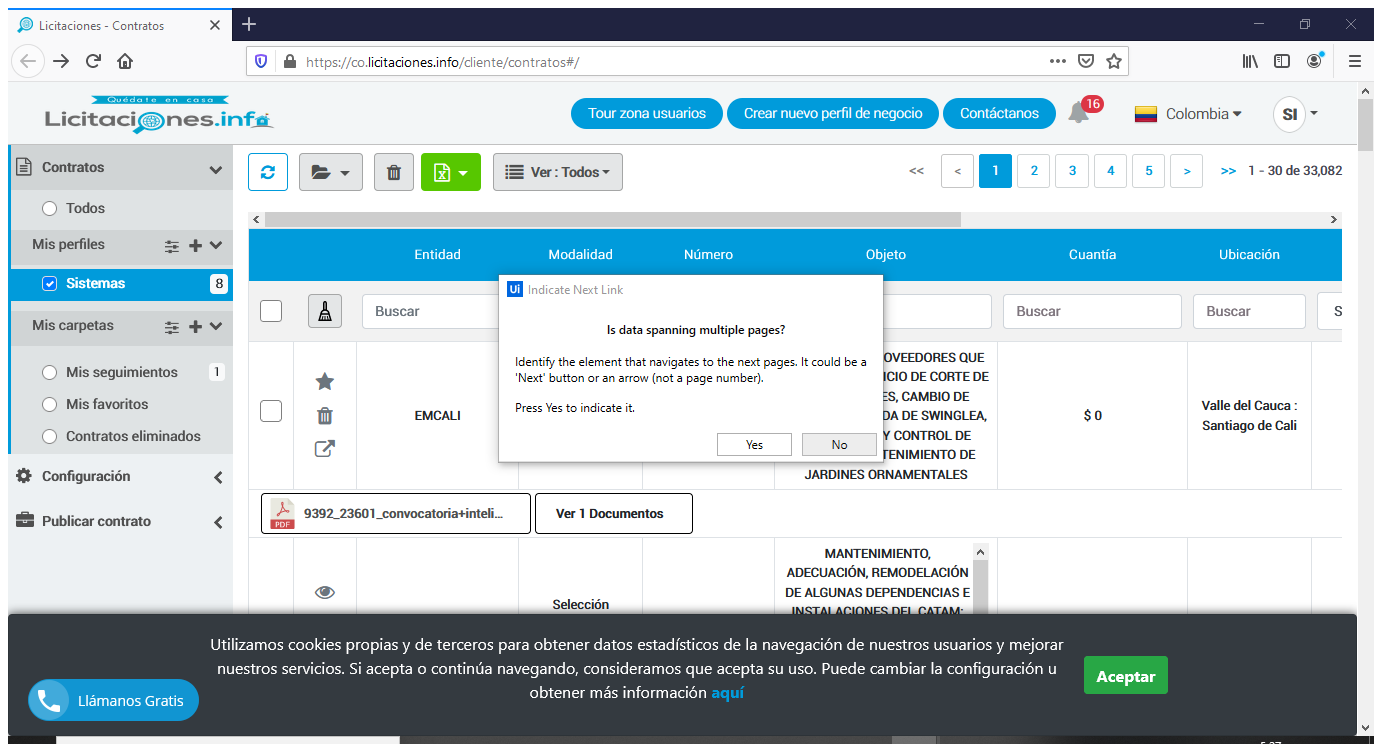 Licitaciones - Contratos
https://co.licitaciones.info/cliente/contratos#/
Quédate en casa
Licitaciones.info
Tour zona usuarios
Crear nuevo perfil de negocio
Contáctanos
16
Colombia
SI
Contratos
Todos
Mis perfiles
Sistemas
8
Mis carpetas
Mis seguimientos
1
Mis favoritos
Contratos eliminados
Configuración
Publicar contrato
Ver : Todos
<< < 1 2 3 4 5 > >> 1 - 30 de 33,082
Entidad Modalidad Número Objeto Cuantía Ubicación
Buscar Buscar Buscar S
Ui Indicate Next Link
Is data spanning multiple pages?
Identify the element that navigates to the next pages. It could be a
'Next' button or an arrow (not a page number).
Press Yes to indicate it.
Yes No
EMCALI
OVEEDORES QUE
ICIO DE CORTE DE
ES, CAMBIO DE
DA DE SWINGLEA,
Y CONTROL DE
TENIMIENTO DE
JARDINES ORNAMENTALES
$ 0
Valle del Cauca :
Santiago de Cali
PDF
9392_23601_convocatoria+inteli...
Ver 1 Documentos
Selección
MANTENIMIENTO,
ADECUACIÓN, REMODELACIÓN
DE ALGUNAS DEPENDENCIAS E
INSTALACIONES DEL CATAM:
Utilizamos cookies propias y de terceros para obtener datos estadísticos de la navegación de nuestros usuarios y mejorar
nuestros servicios. Si acepta o continúa navegando, consideramos que acepta su uso. Puede cambiar la configuración u
obtener más información aquí
Aceptar
Llámanos Gratis